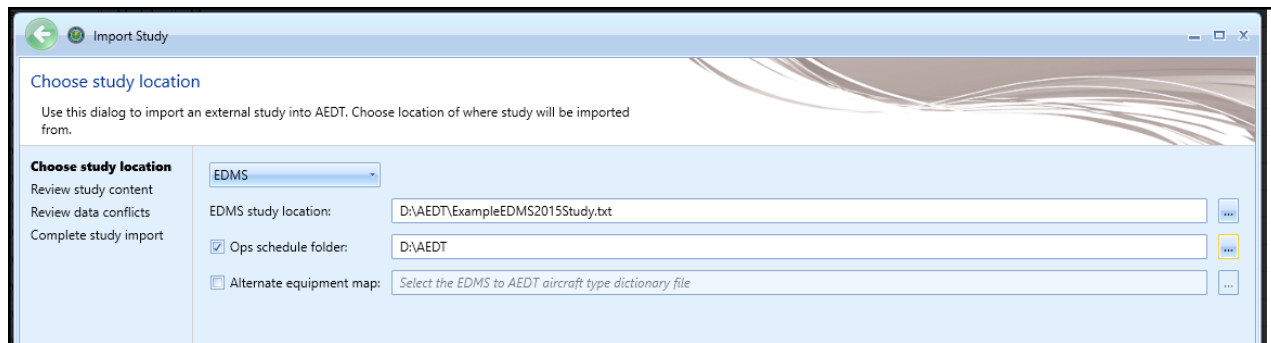 Import Study
Choose study location
Use this dialog to import an external study into AEDT. Choose location of where study will be imported
from.
Choose study location
Review study content
Review data conflicts
Complete study import
EDMS
EDMS study location:
D:\AEDT\ExampleEDMS2015Study.txt
...
Ops schedule folder:
D:\AEDT
...
Alternate equipment map:
Select the EDMS to AEDT aircraft type dictionary file
...